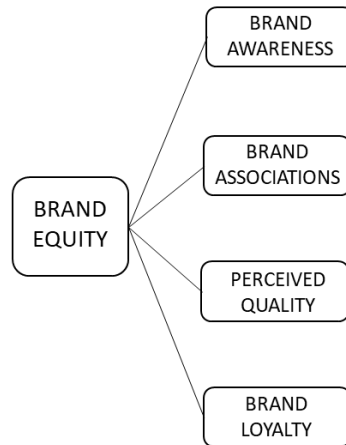 BRAND
AWARENESS
BRAND
ASSOCIATIONS
BRAND
EQUITY
PERCEIVED
QUALITY
BRAND
LOYALTY